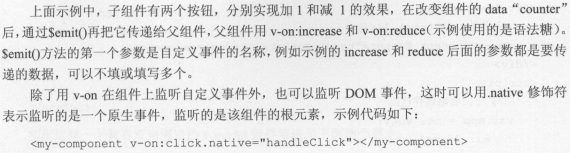 上面示例中，子组件有两个按钮，分别实现加 1 和减 1 的效果，在改变组件的 data “counter”
后，通过$emit()再把它传递给父组件，父组件用 v-on:increase 和 v-on:reduce（示例使用的是语法糖）。
$emit()方法的第一个参数是自定义事件的名称，例如示例的 increase 和 reduce 后面的参数都是要传
递的数据，可以不填或填写多个。
除了用 v-on 在组件上监听自定义事件外，也可以监听 DOM 事件，这时可以用.native 修饰符
表示监听的是一个原生事件，监听的是该组件的根元素，示例代码如下：
<my-component v-on:click.native="handleClick"></my-component>